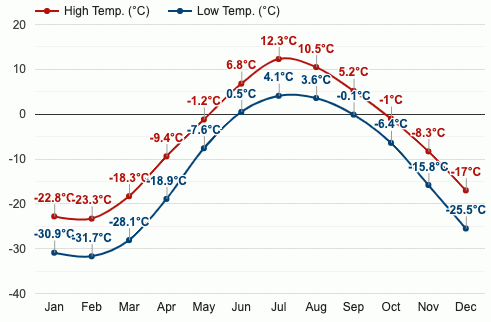 High Temp. (°C) Low Temp. (°C)
20
12.3°C
6.8°C 10.5°C
10
5.2°C
4.1°C 3.6°C
0.5°C -0.1°C
-1.2°C -1°C
0
-7.6°C -6.4°C
-9.4°C -8.3°C
-10
-18.3°C -18.9°C -15.8°C -17°C
-20
-22.8°C -23.3°C -25.5°C
-28.1°C
-30
-30.9°C -31.7°C
-40
Jan Feb Mar Apr May Jun Jul Aug Sep Oct Nov Dec